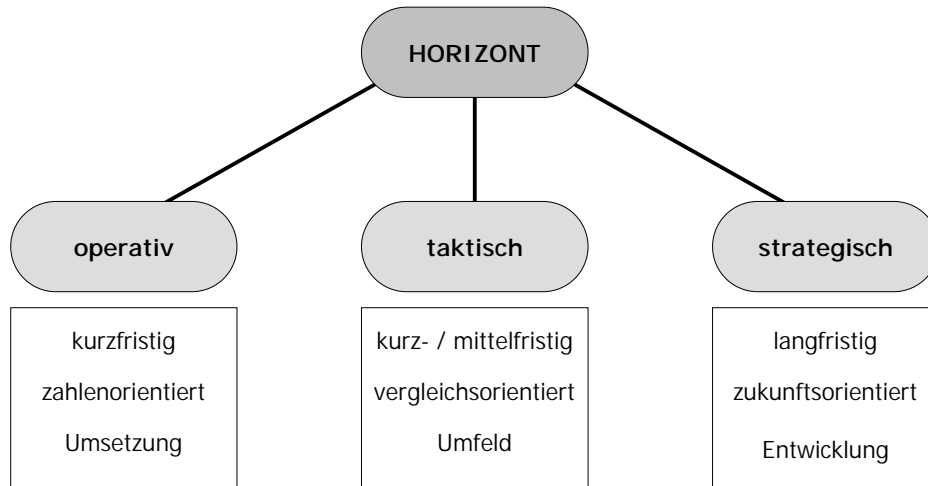 HORIZONT
operativ
taktisch
strategisch
kurzfristig
zahlenorientiert
Umsetzung
kurz- / mittelfristig
vergleichsorientiert
Umfeld
langfristig
zukunftsorientiert
Entwicklung